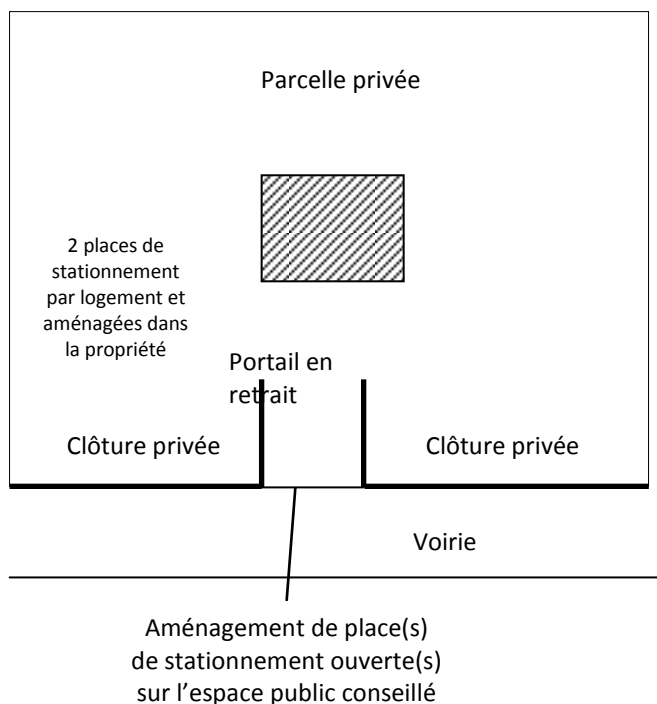 Parcelle privée
2 places de
stationnement
par logement et
aménagées dans
la propriété
Portail en
retrait
Clôture privée
Clôture privée
Voirie
Aménagement de place(s)
de stationnement ouverte(s)
sur l’espace public conseillé